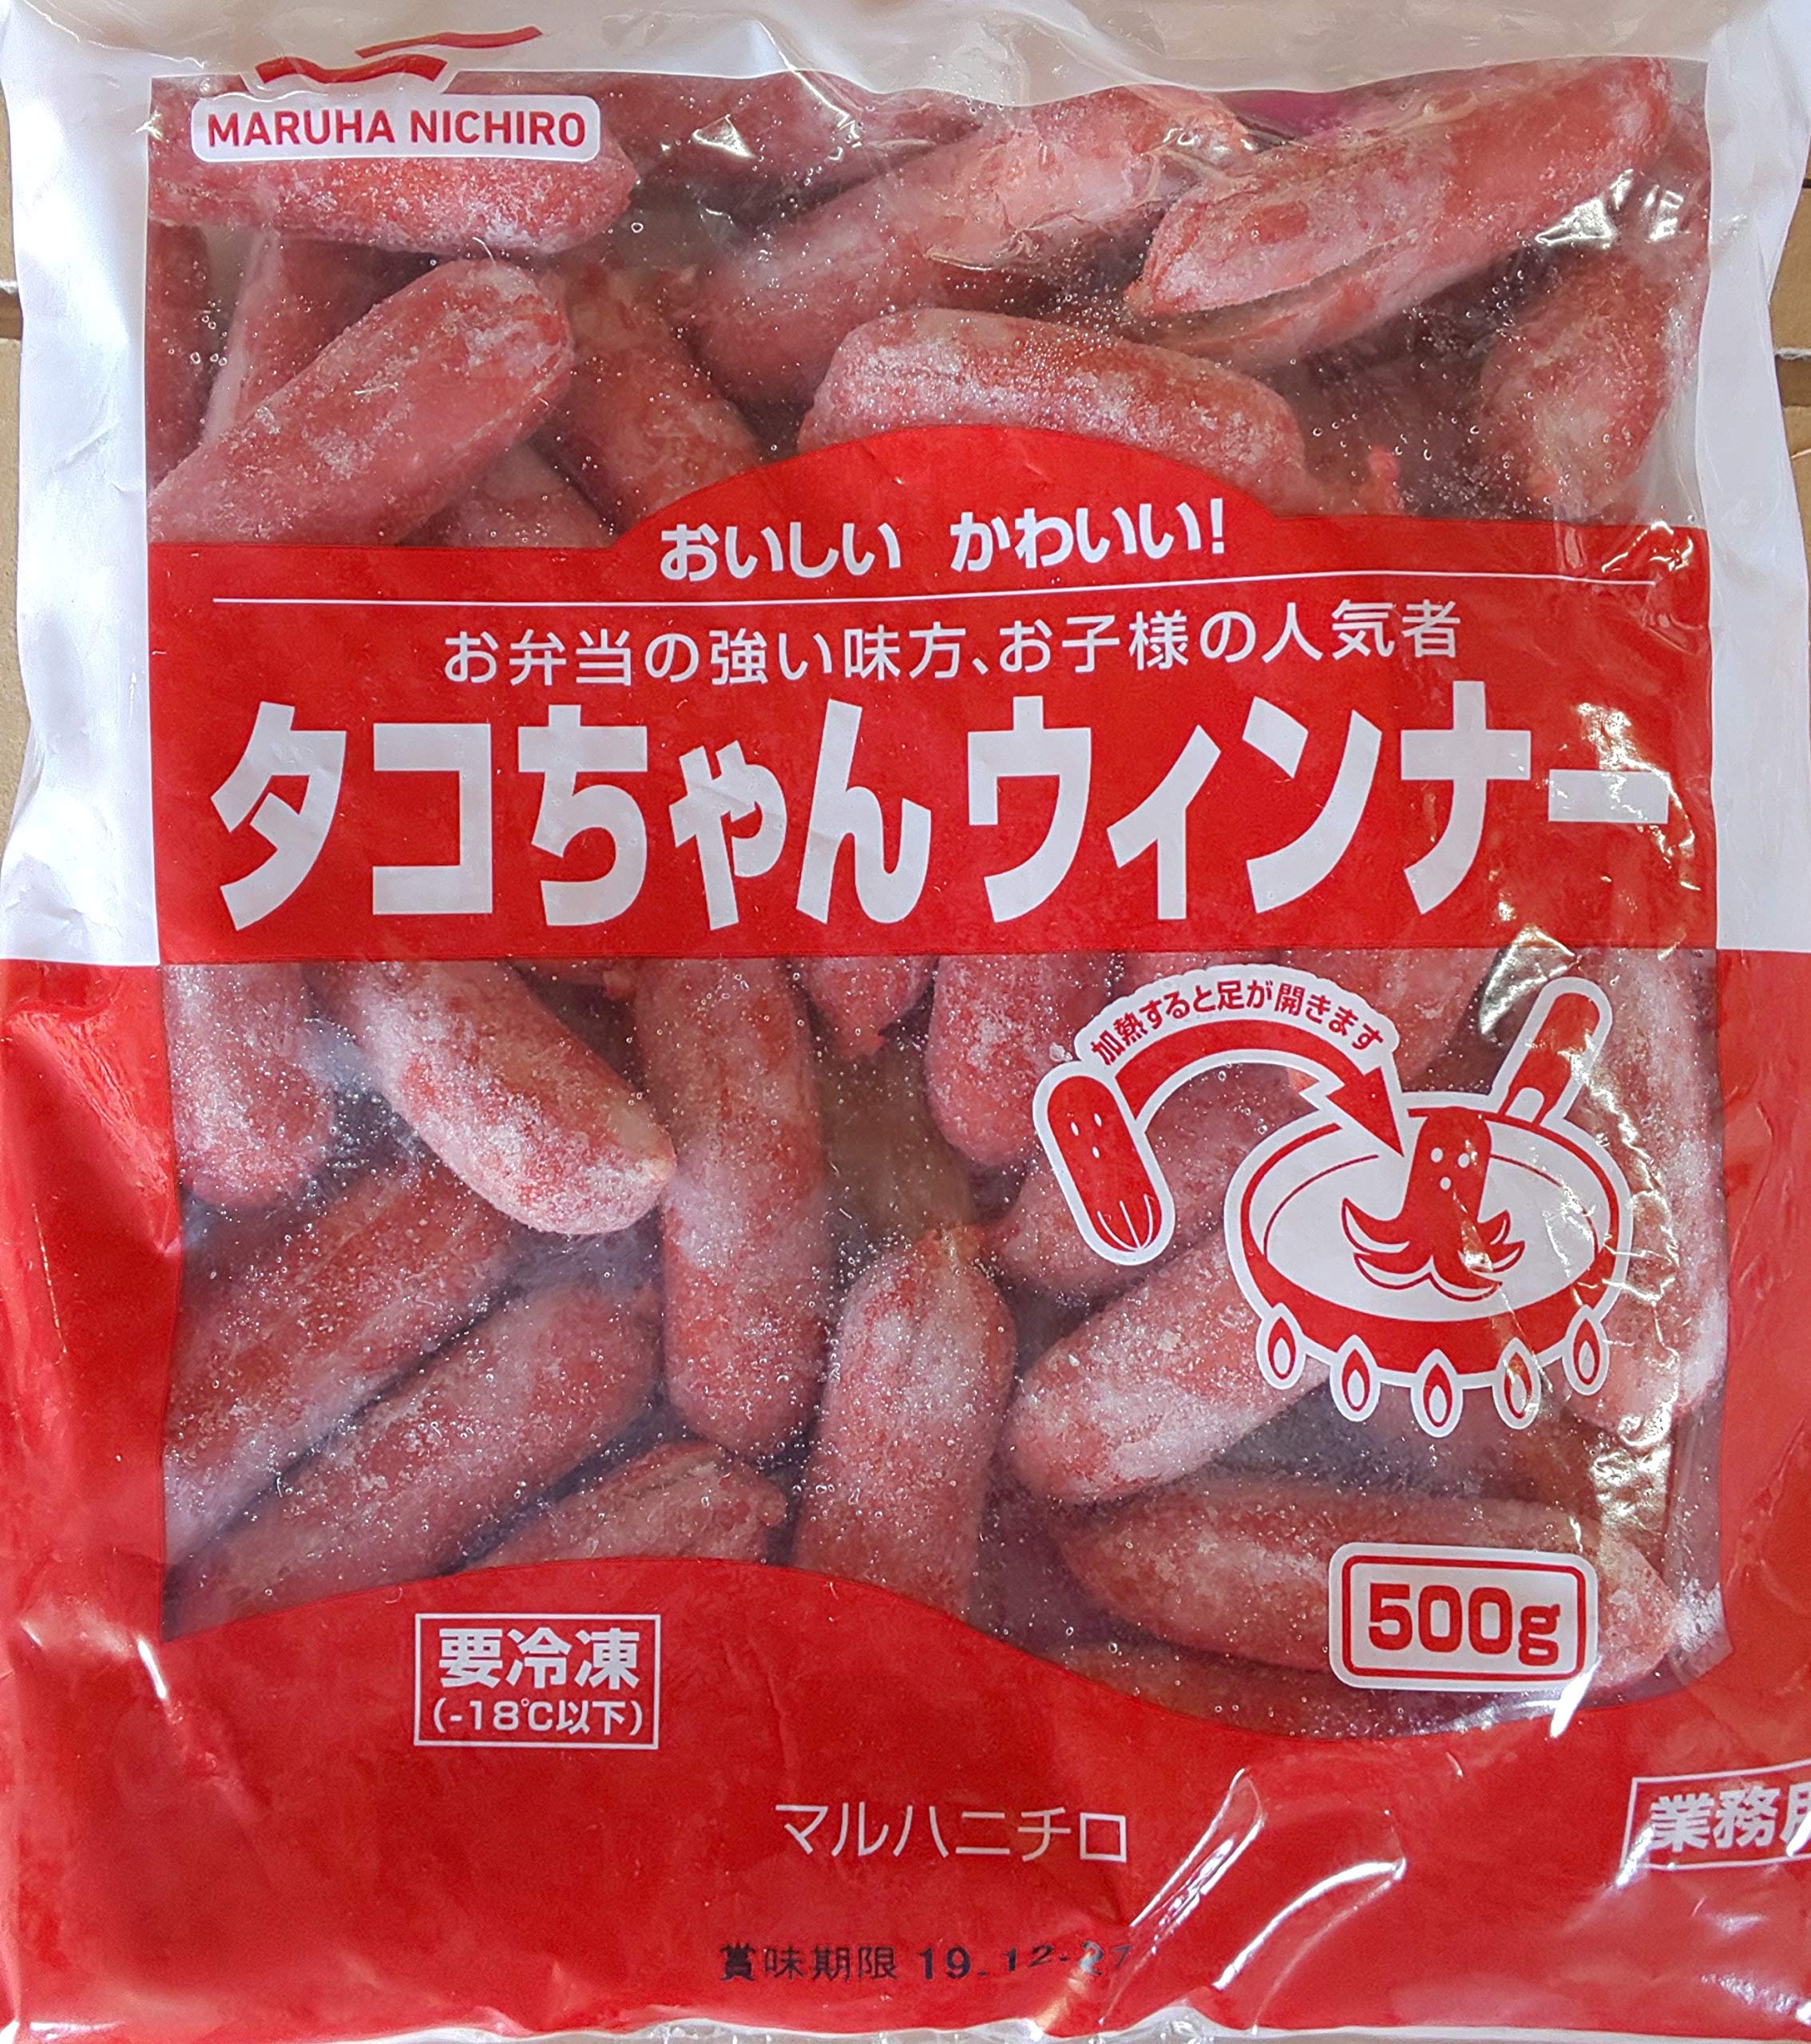 MARUHA NICHIRO
おいしい かわいい!
お弁当の強い味方、お子様の人気者
タコちゃんウィンナー
加熱すると足が開きます
500g
要冷凍
(-18℃以下)
マルハニチロ
業務用
賞味期限 19.12.27